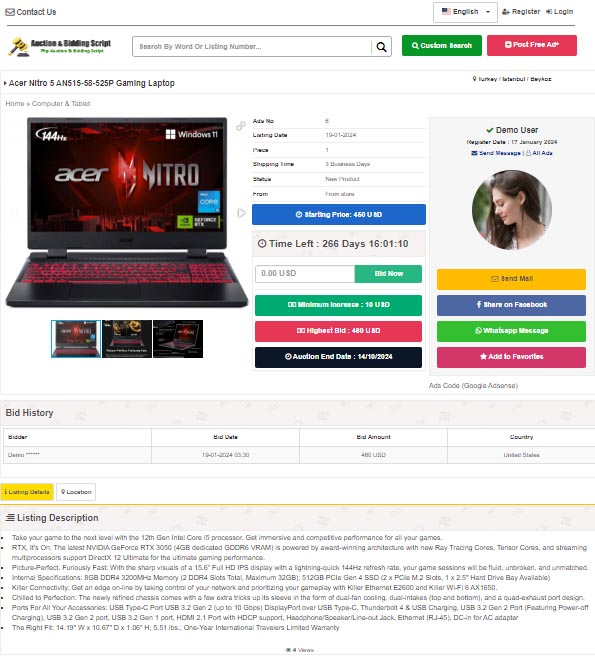 Contact Us
English
Register
Login
Auction & Bidding Script
Php Auction & Bidding Script
Search By Word Or Listing Number...
Custom Search
Post Free Ad*
Acer Nitro 5 AN515-58-525P Gaming Laptop
Turkey / Istanbul / Beykoz
Home » Computer & Tablet
144Hz
Windows 11
acer NITRO
intel CORE i5
NVIDIA GEFORCE RTX
acer
Ads No 6
Listing Date 19-01-2024
Piece 1
Shipping Time 3 Business Days
Status New Product
From From store
Starting Price: 450 USD
Time Left : 266 Days 16:01:10
0.00 USD
Bid Now
Minimum Increase : 10 USD
Highest Bid : 460 USD
Auction End Date : 14/10/2024
Demo User
Register Date : 17 January 2024
Send Message | All Ads
Send Mail
Share on Facebook
Whatsapp Message
Add to Favorites
Ads Code (Google Adsense)
Bid History
Bidder Bid Date Bid Amount Country
Demo ****** 19-01-2024 03:30 460 USD United States
Listing Details
Location
Listing Description
Take your game to the next level with the 12th Gen Intel Core i5 processor. Get immersive and competitive performance for all your games.
RTX, It's On. The latest NVIDIA GeForce RTX 3050 (4GB dedicated GDDR6 VRAM) is powered by award-winning architecture with new Ray Tracing Cores, Tensor Cores, and streaming
multiprocessors support DirectX 12 Ultimate for the ultimate gaming performance.
Picture-Perfect. Furiously Fast: With the sharp visuals of a 15.6" Full HD IPS display with a lightning-quick 144Hz refresh rate, your game sessions will be fluid, unbroken, and unmatched.
Internal Specifications: 8GB DDR4 3200MHz Memory (2 DDR4 Slots Total, Maximum 32GB); 512GB PCIe Gen 4 SSD (2 x PCIe M.2 Slots, 1 x 2.5" Hard Drive Bay Available)
Killer Connectivity: Get an edge on-line by taking control of your network and prioritizing your gameplay with Killer Ethernet E2600 and Killer Wi-Fi 6 AX1650.
Chilled to Perfection: The newly refined chassis comes with a few extra tricks up its sleeve in the form of dual-fan cooling, dual-intakes (top and bottom), and a quad-exhaust port design.
Ports For All Your Accessories: USB Type-C Port USB 3.2 Gen 2 (up to 10 Gbps) DisplayPort over USB Type-C, Thunderbolt 4 & USB Charging, USB 3.2 Gen 2 Port (Featuring Power-off
Charging), USB 3.2 Gen 2 port, USB 3.2 Gen 1 port, HDMI 2.1 Port with HDCP support, Headphone/Speaker/Line-out Jack, Ethernet (RJ-45), DC-in for AC adapter
The Right Fit: 14.19" W x 10.67" D x 1.06" H; 5.51 lbs.; One-Year International Travelers Limited Warranty
4 Views